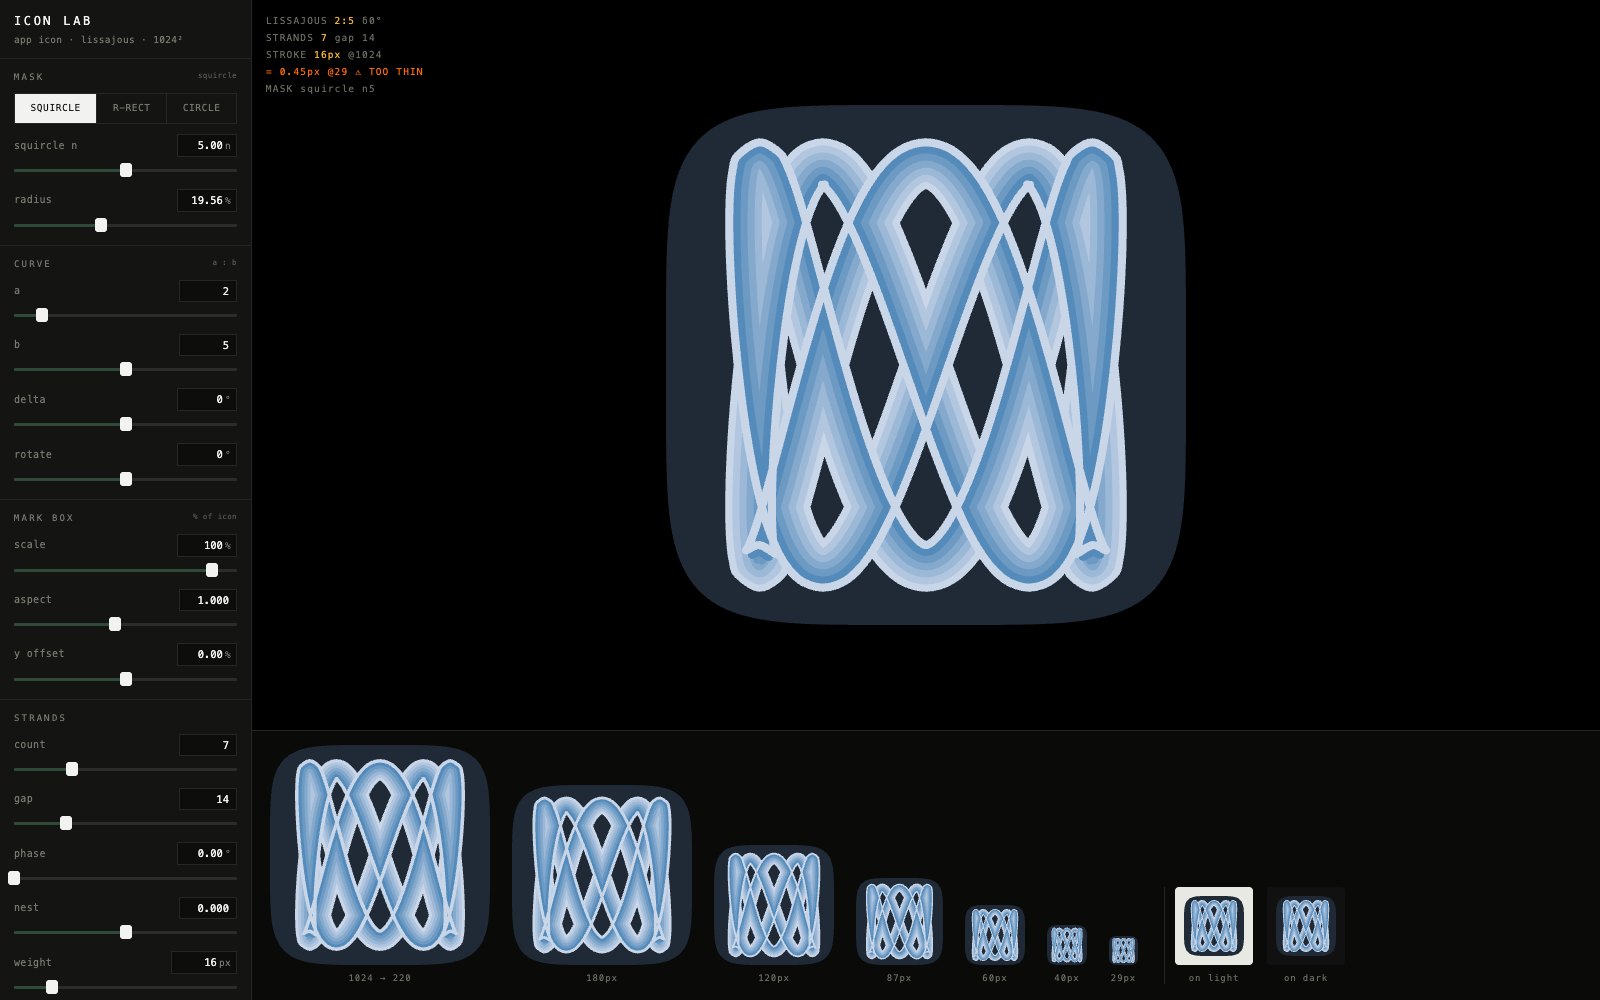 ICON LAB
app icon · lissajous · 1024²
MASK squircle
SQUIRCLE R-RECT CIRCLE
squircle n 5.00 n
radius 19.56 %
CURVE a : b
a 2
b 5
delta 0 °
rotate 0 °
MARK BOX % of icon
scale 100 %
aspect 1.000
y offset 0.00 %
STRANDS
count 7
gap 14
phase 0.00 °
nest 0.000
weight 16 px
LISSAJOUS 2:5 δ0°
STRANDS 7 gap 14
STROKE 16px @1024
= 0.45px @29 ⚠ TOO THIN
MASK squircle n5
1024 → 220 180px 120px 87px 60px 40px 29px on light on dark